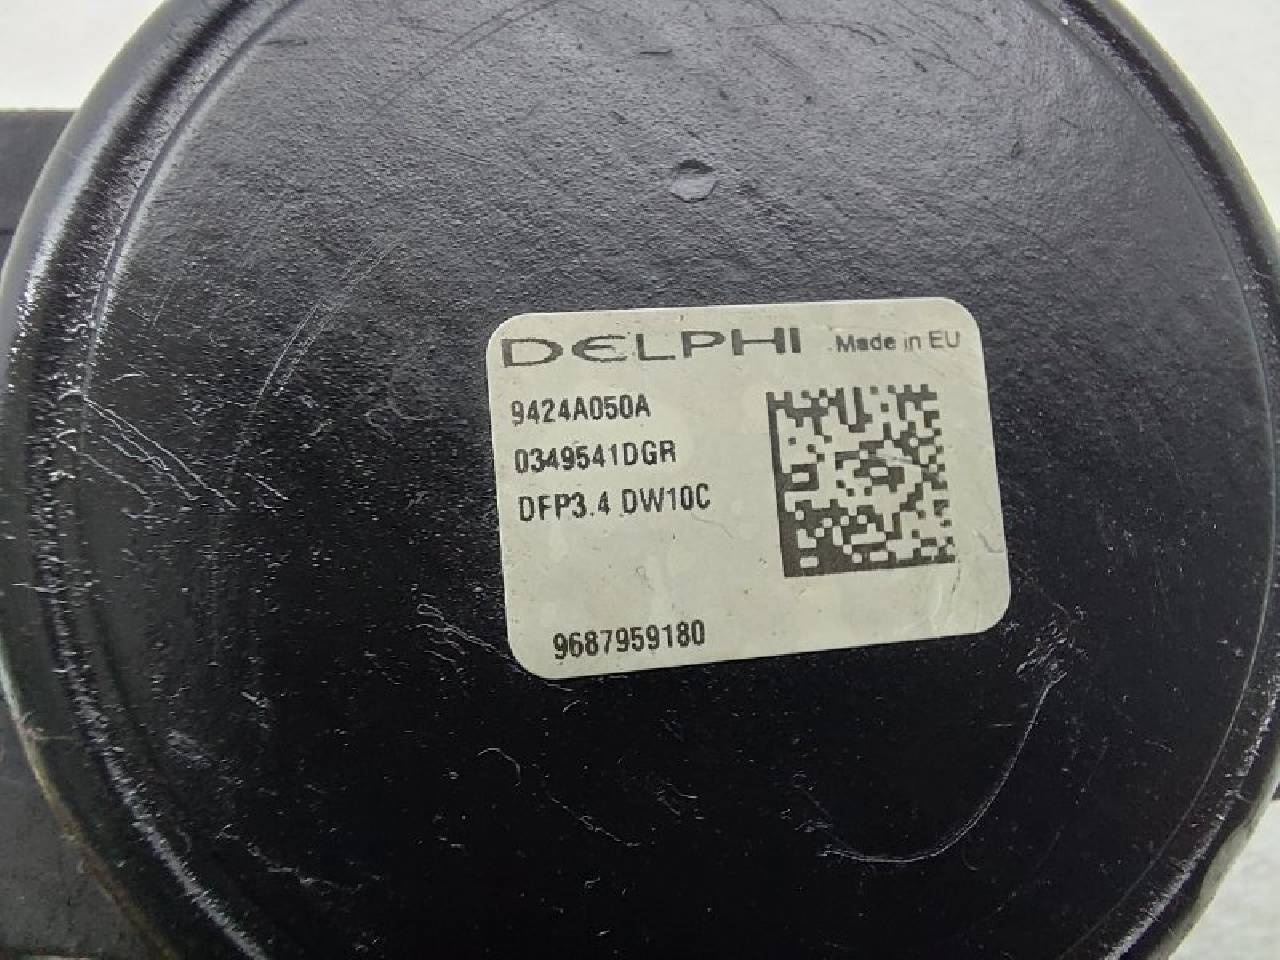 DELPHI Made in EU
9424A050A
0349541DGR
DFP3.4 DW10C
9687959180